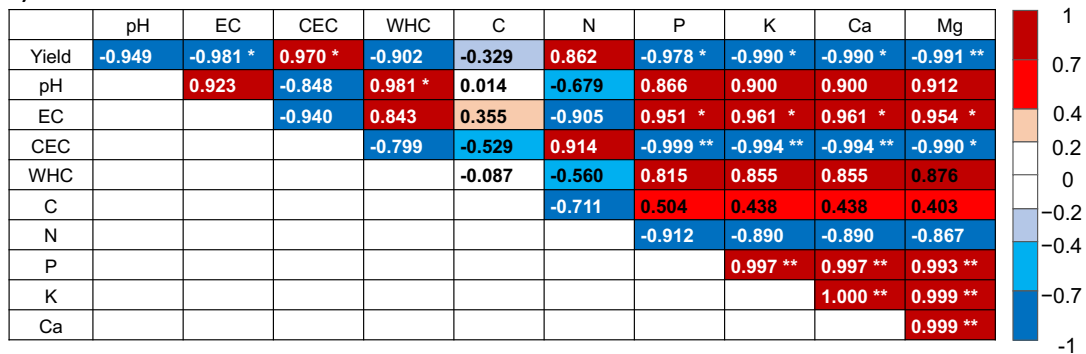 pH EC CEC WHC C N P K Ca Mg
Yield -0.949 -0.981 * 0.970 * -0.902 -0.329 0.862 -0.978 * -0.990 * -0.990 * -0.991 **
pH 0.923 -0.848 0.981 * 0.014 -0.679 0.866 0.900 0.900 0.912
EC -0.940 0.843 0.355 -0.905 0.951 * 0.961 * 0.961 * 0.954 *
CEC -0.799 -0.529 0.914 -0.999 ** -0.994 ** -0.994 ** -0.990 *
WHC -0.087 -0.560 0.815 0.855 0.855 0.876
C -0.711 0.504 0.438 0.438 0.403
N -0.912 -0.890 -0.890 -0.867
P 0.997 ** 0.997 ** 0.993 **
K 1.000 ** 0.999 **
Ca 0.999 **
1
0.7
0.4
0.2
0
−0.2
−0.4
−0.7
-1